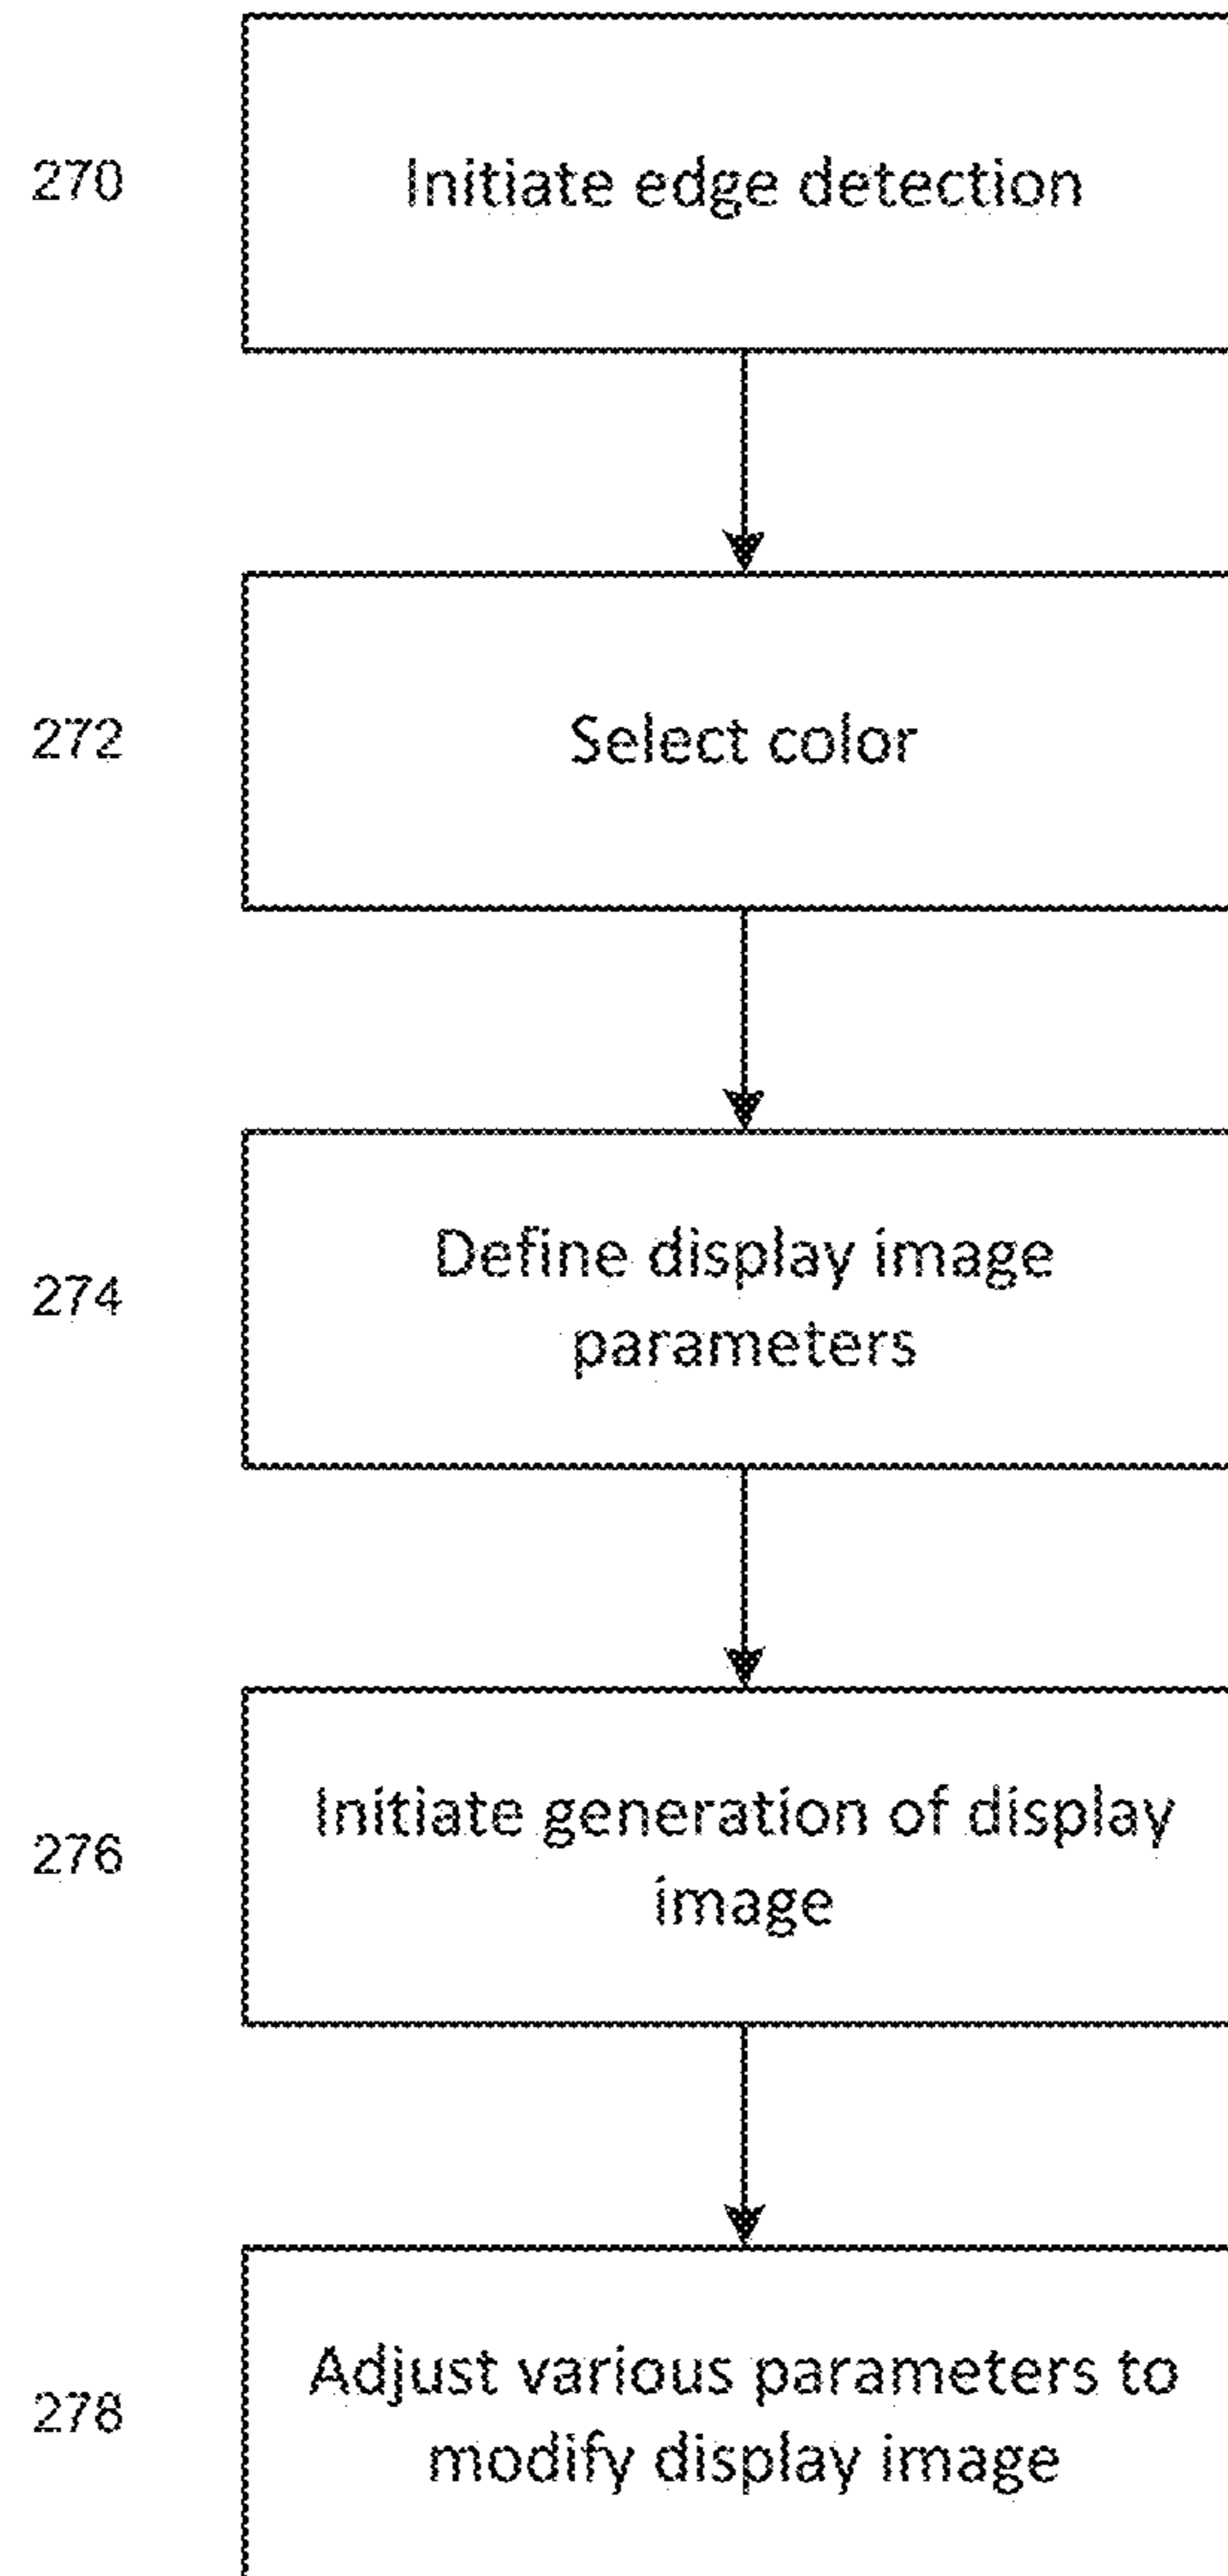 270
Initiate edge detection
272
Select color
274
Define display image
parameters
276
Initiate generation of display
image
278
Adjust various parameters to
modify display image